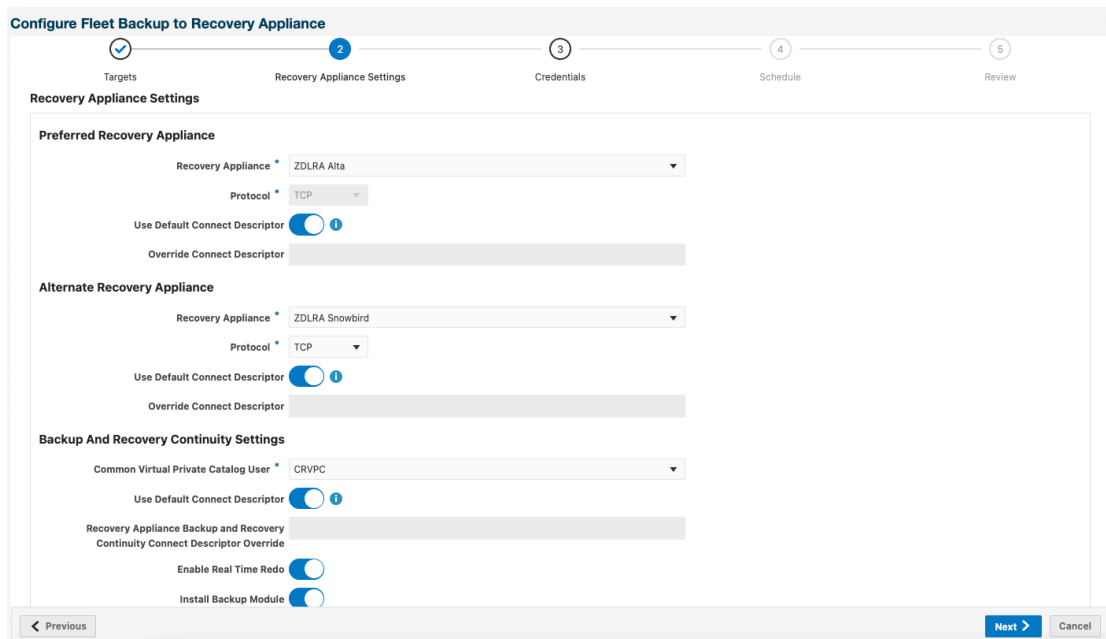 Configure Fleet Backup to Recovery Appliance
2 3 4 5
Targets Recovery Appliance Settings Credentials Schedule Review
Recovery Appliance Settings
Preferred Recovery Appliance
Recovery Appliance * ZDLRA Alta
Protocol * TCP
Use Default Connect Descriptor i
Override Connect Descriptor
Alternate Recovery Appliance
Recovery Appliance * ZDLRA Snowbird
Protocol * TCP
Use Default Connect Descriptor i
Override Connect Descriptor
Backup And Recovery Continuity Settings
Common Virtual Private Catalog User * CRVPC
Use Default Connect Descriptor i
Recovery Appliance Backup and Recovery
Continuity Connect Descriptor Override
Enable Real Time Redo
Install Backup Module
Previous Next Cancel